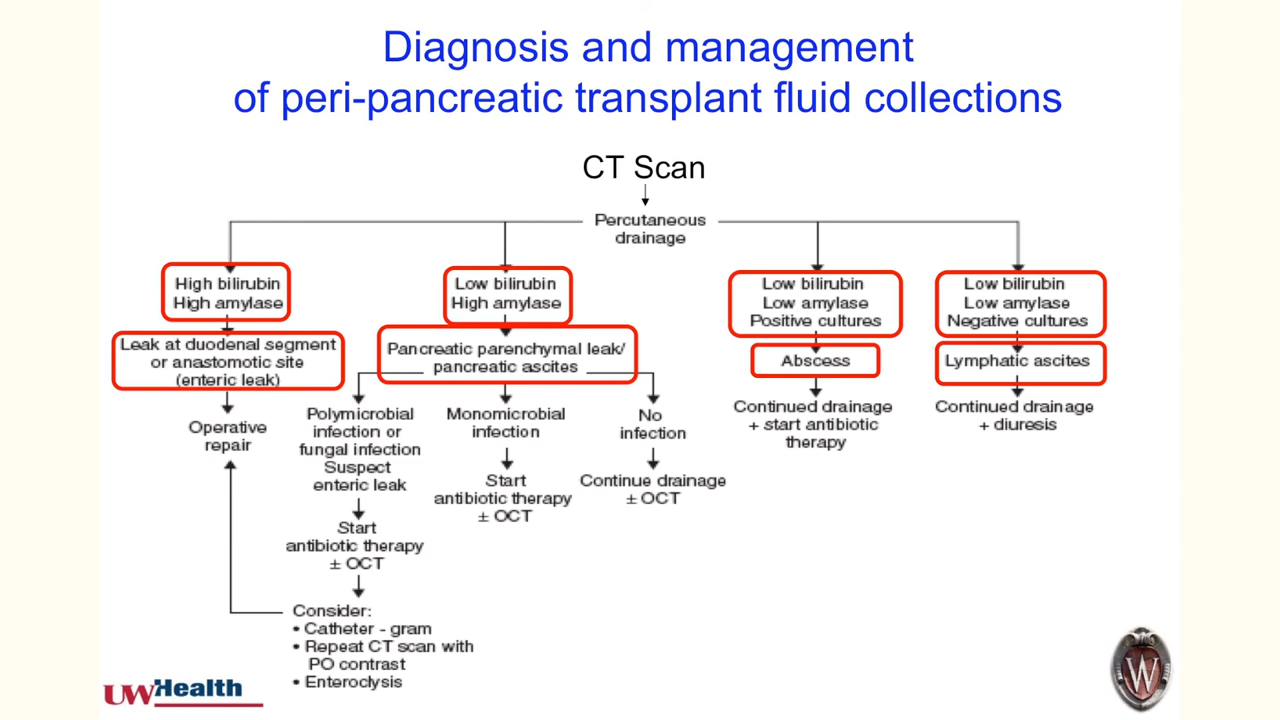 Diagnosis and management
of peri-pancreatic transplant fluid collections
CT Scan
Percutaneous
drainage
High bilirubin
High amylase
Leak at duodenal segment
or anastomotic site
(enteric leak)
Operative
repair
Low bilirubin
High amylase
Pancreatic parenchymal leak/
pancreatic ascites
Polymicrobial
infection or
fungal infection
Suspect
enteric leak
Start
antibiotic therapy
± OCT
Consider:
• Catheter - gram
• Repeat CT scan with
PO contrast
• Enteroclysis
Monomicrobial
infection
Start
antibiotic therapy
± OCT
No
infection
Continue drainage
± OCT
Low bilirubin
Low amylase
Positive cultures
Abscess
Continued drainage
+ start antibiotic
therapy
Low bilirubin
Low amylase
Negative cultures
Lymphatic ascites
Continued drainage
+ diuresis
UWHealth
W